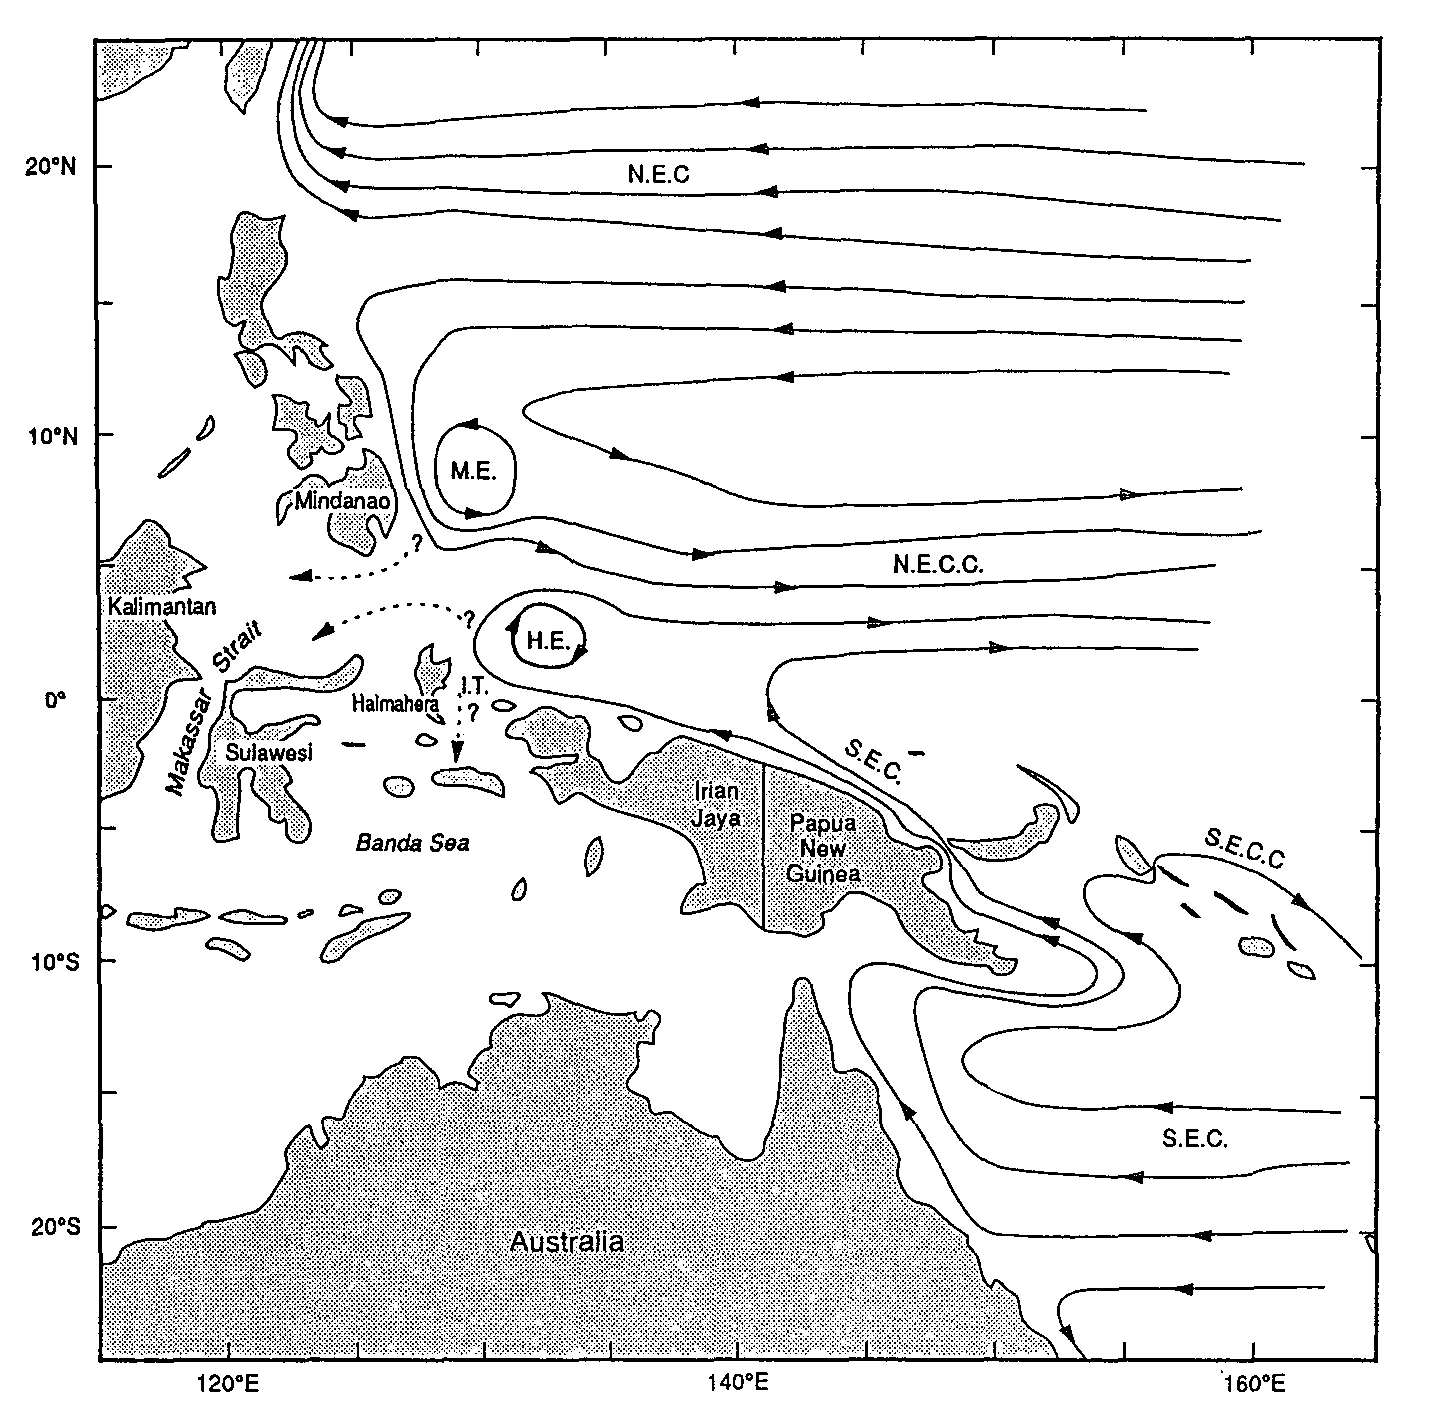 20°N
N.E.C
10°N
M.E.
Mindanao
?
N.E.C.C.
Kalimantan
?
H.E.
Makassar Strait
0°
I.T.
Halmahera
?
Sulawesi
S.E.C.
Irian
Jaya
Papua
New
Guinea
Banda Sea
S.E.C.C
10°S
S.E.C.
20°S
Australia
120°E
140°E
160°E